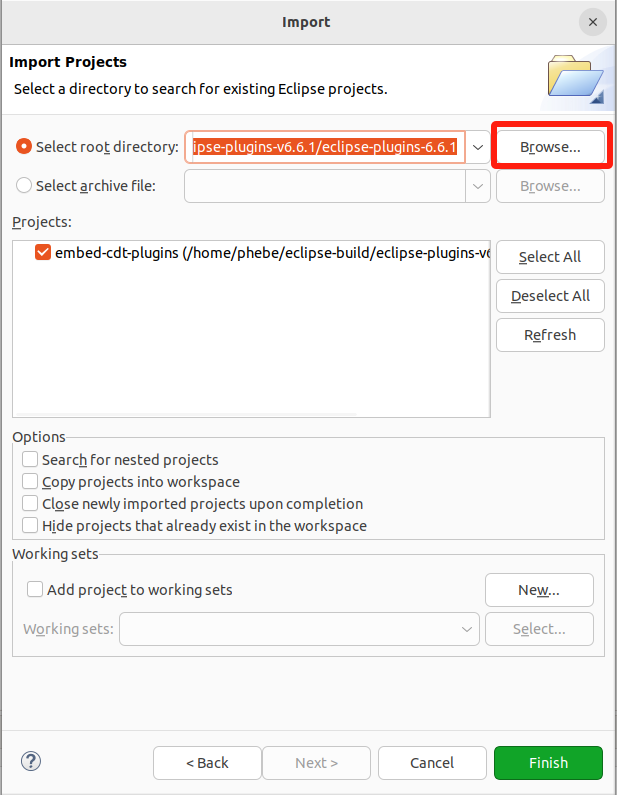 Import
Import Projects
Select a directory to search for existing Eclipse projects.
Select root directory: ipse-plugins-v6.6.1/eclipse-plugins-6.6.1 Browse...
Select archive file: Browse...
Projects:
embed-cdt-plugins (/home/phebe/eclipse-build/eclipse-plugins-v6
Select All
Deselect All
Refresh
Options
Search for nested projects
Copy projects into workspace
Close newly imported projects upon completion
Hide projects that already exist in the workspace
Working sets
Add project to working sets New...
Working sets: Select...
? < Back Next > Cancel Finish